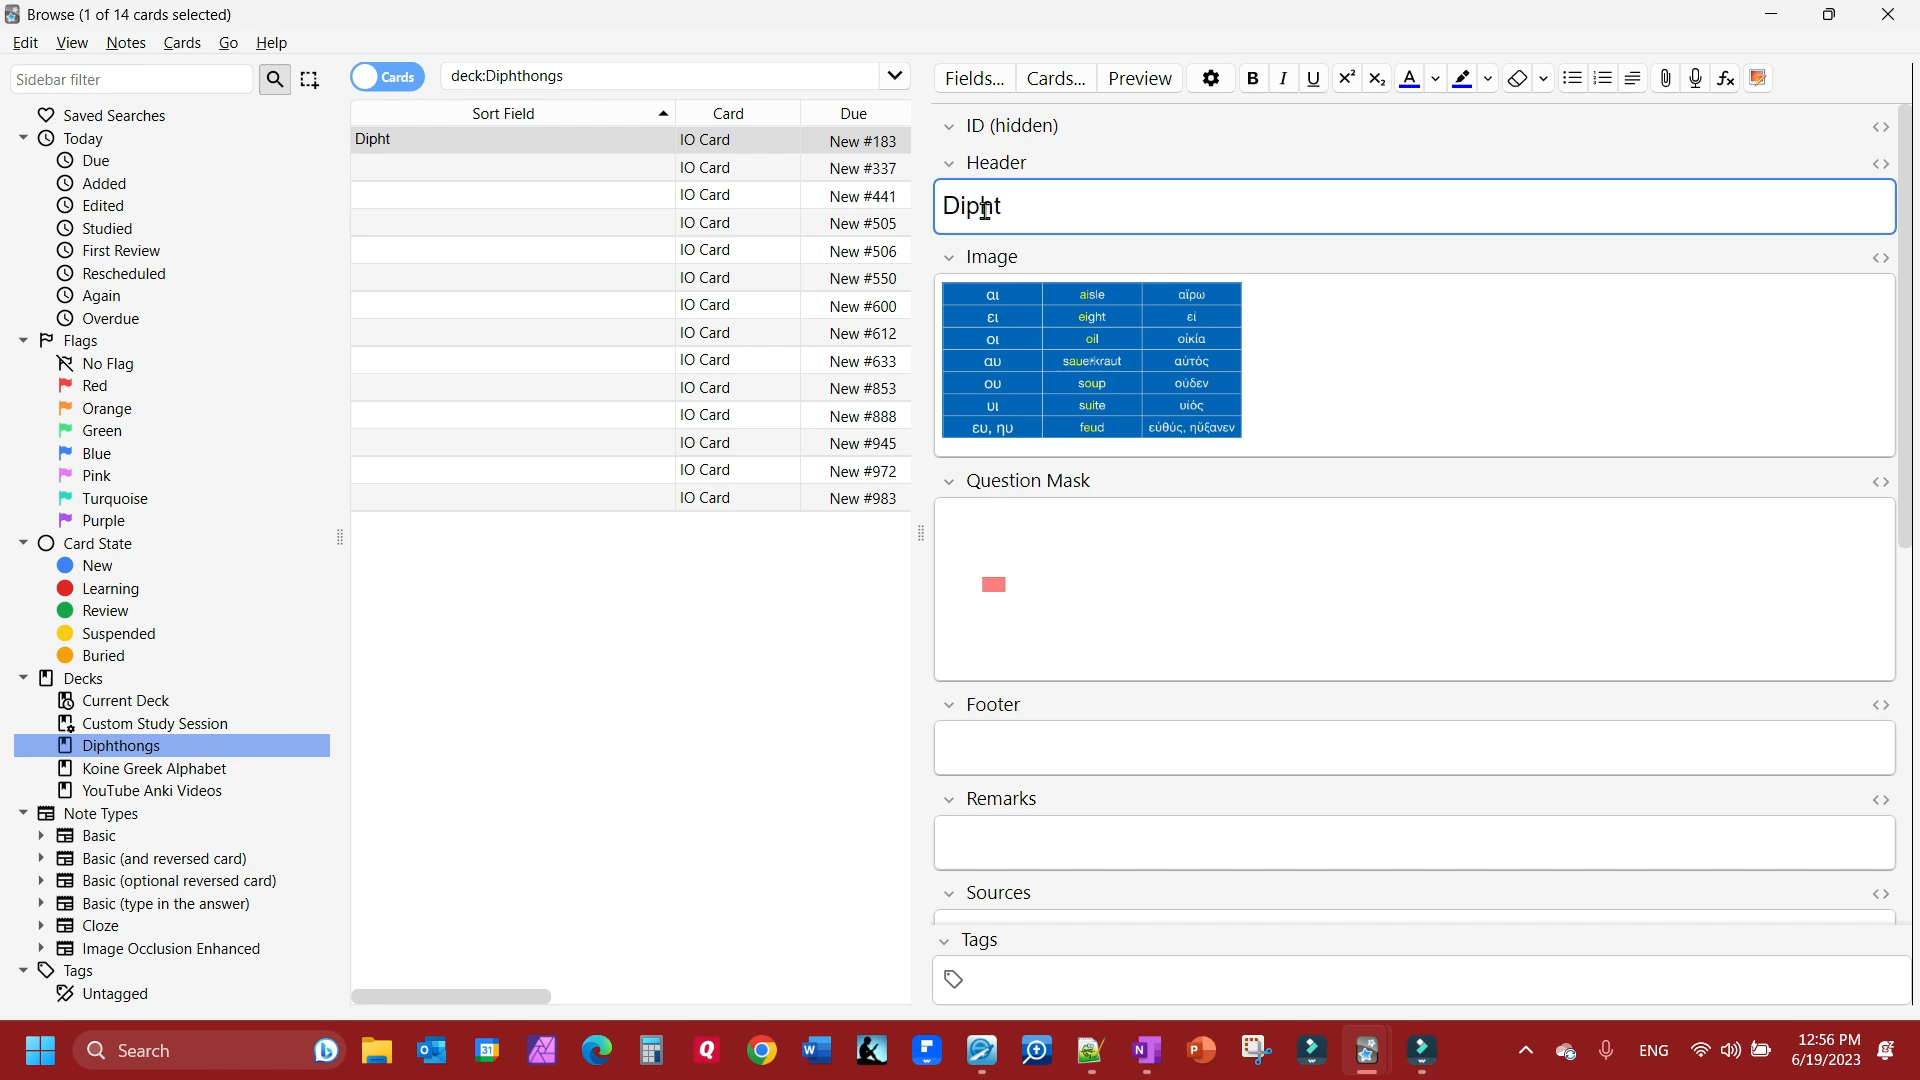 Browse (1 of 14 cards selected)
Edit View Notes Cards Go Help
Sidebar filter
Saved Searches
Today
Due
Added
Edited
Studied
First Review
Rescheduled
Again
Overdue
Flags
No Flag
Red
Orange
Green
Blue
Pink
Turquoise
Purple
Card State
New
Learning
Review
Suspended
Buried
Decks
Current Deck
Custom Study Session
Diphthongs
Koine Greek Alphabet
YouTube Anki Videos
Note Types
Basic
Basic (and reversed card)
Basic (optional reversed card)
Basic (type in the answer)
Cloze
Image Occlusion Enhanced
Tags
Untagged
Cards deck:Diphthongs
Sort Field Card Due
Dipht IO Card New #183
IO Card New #337
IO Card New #441
IO Card New #505
IO Card New #506
IO Card New #550
IO Card New #600
IO Card New #612
IO Card New #633
IO Card New #853
IO Card New #888
IO Card New #945
IO Card New #972
IO Card New #983
Fields... Cards... Preview B I U x² x₂ A fx
ID (hidden)
Header
Dipht
Image
αι aisle αἴρω
ει eight εἰ
οι oil οἰκία
αυ sauerkraut αὐτός
ου soup οὐδεν
υι suite υἱός
ευ, ηυ feud εὐθύς, ηὔξανεν
Question Mask
Footer
Remarks
Sources
Tags
Search ENG 12:56 PM
6/19/2023